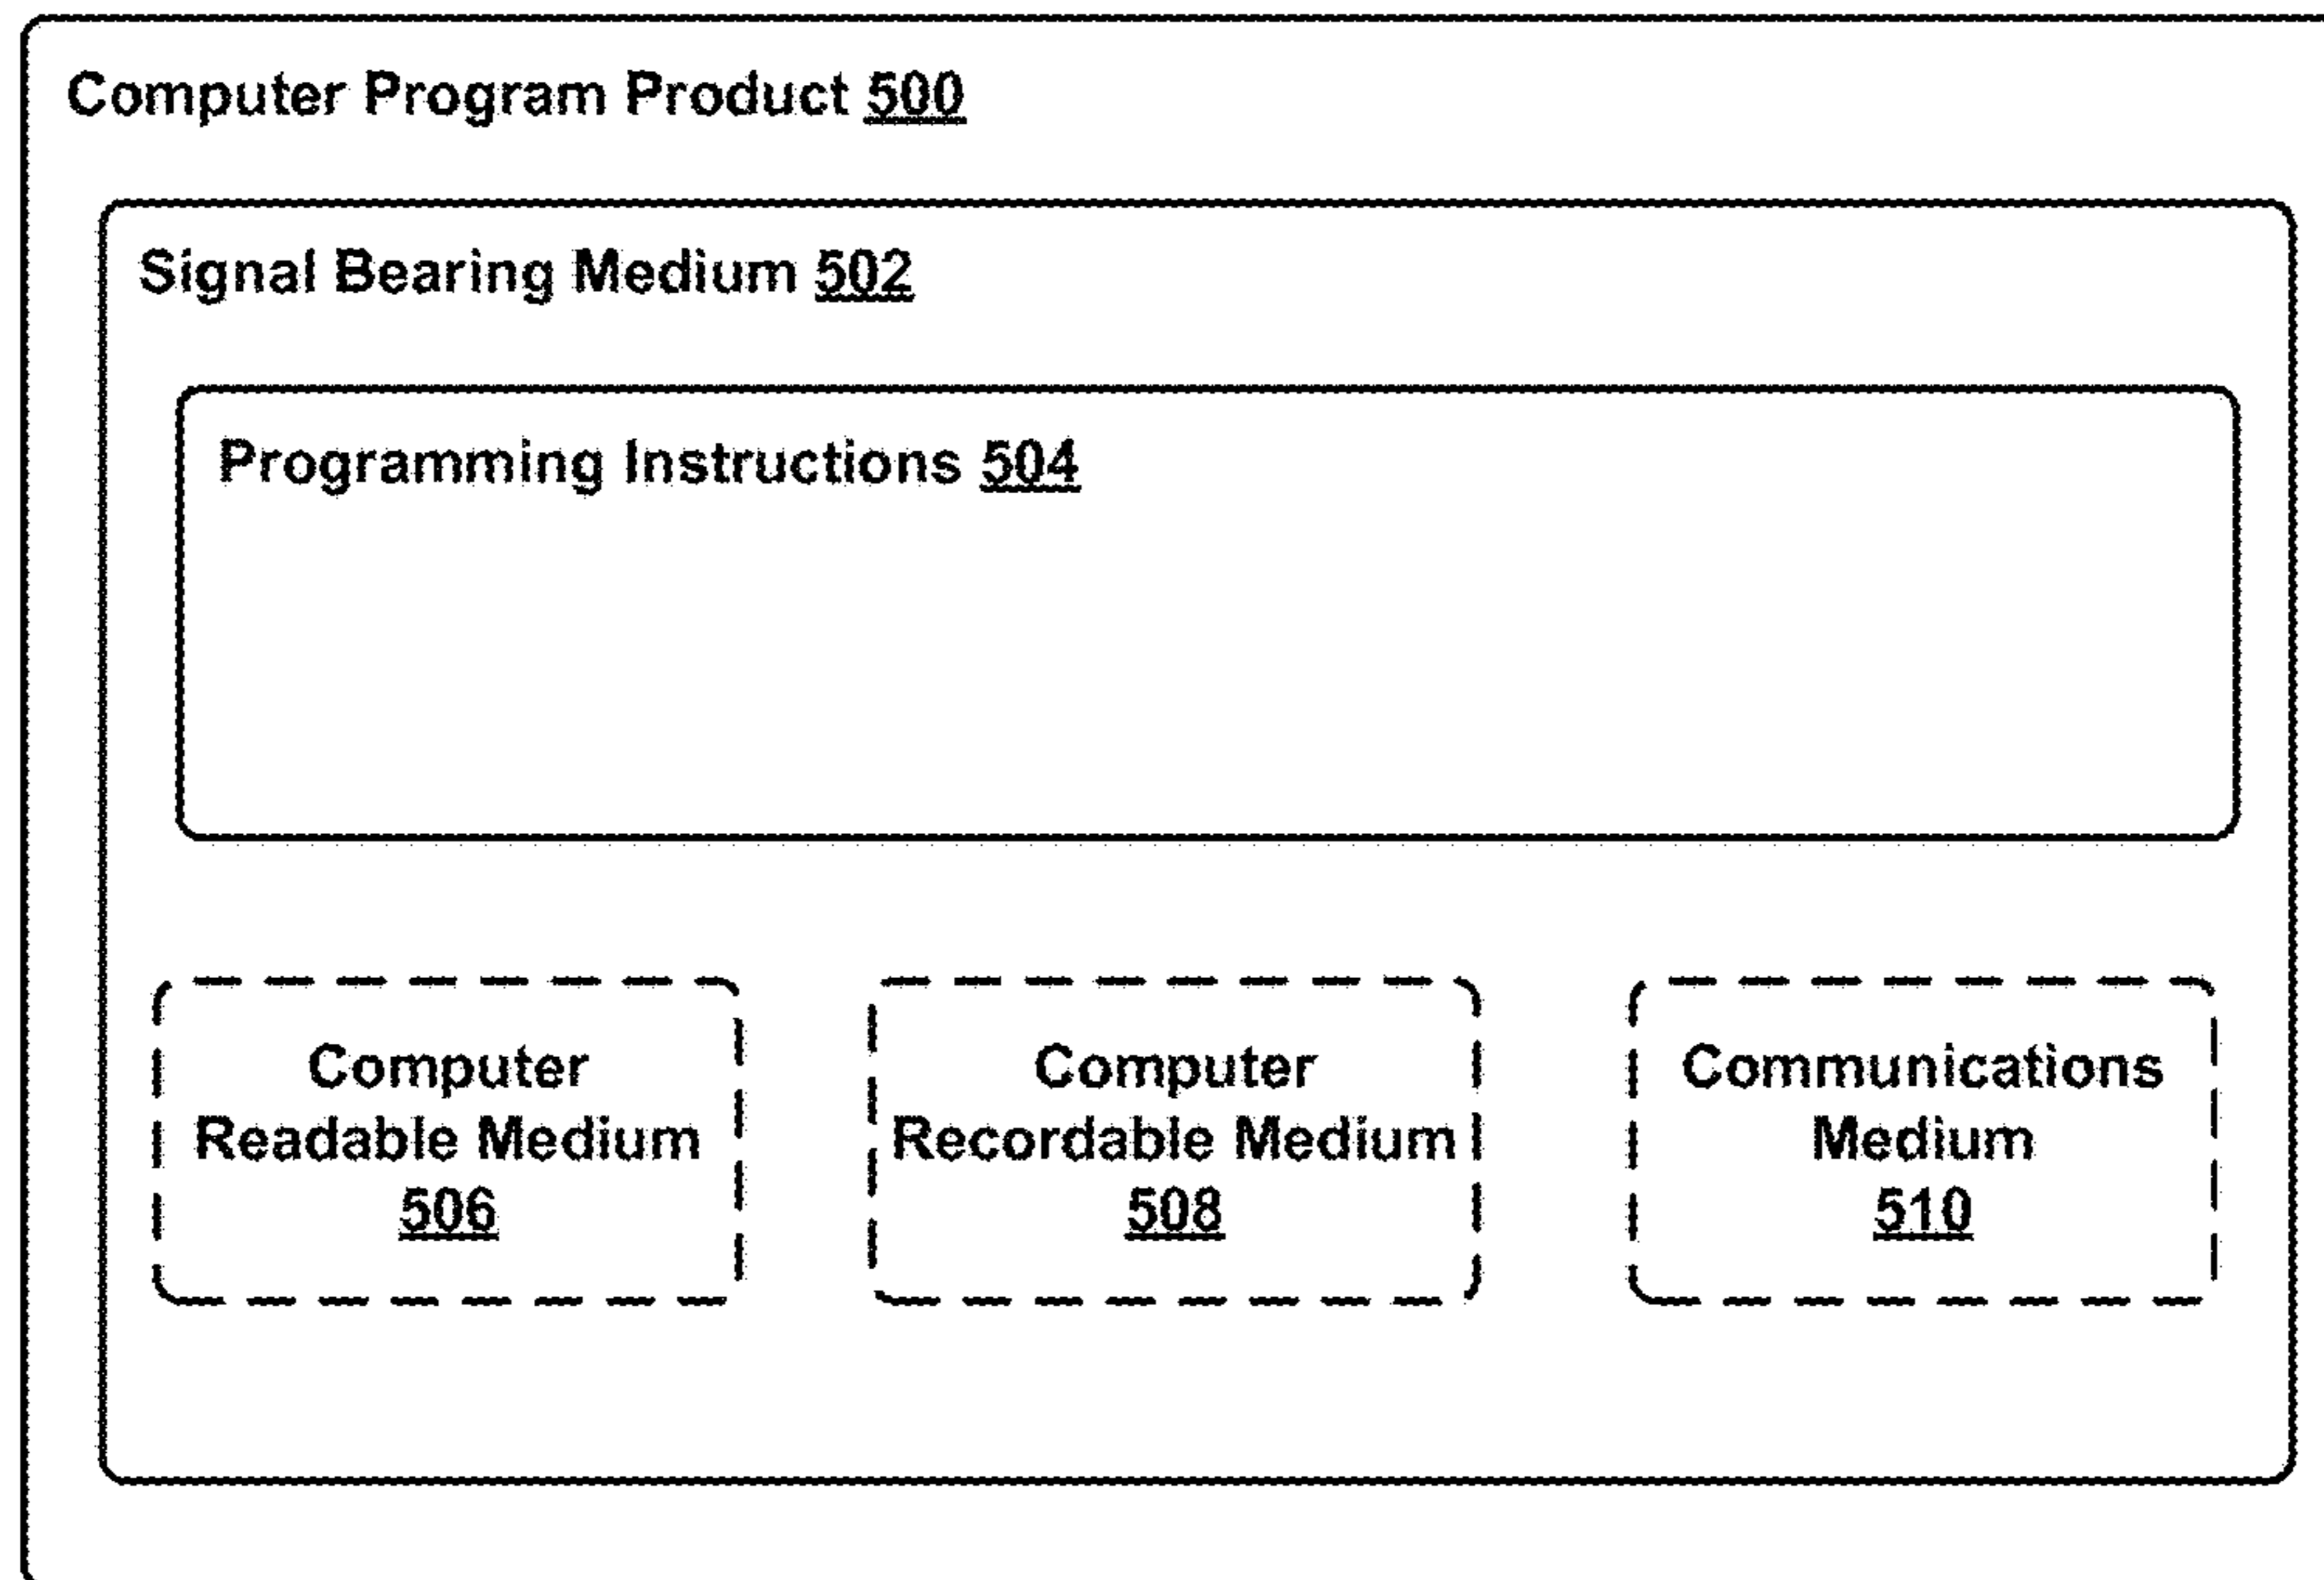 Computer Program Product 500
Signal Bearing Medium 502
Programming Instructions 504
Computer
Readable Medium
506
Computer
Recordable Medium
508
Communications
Medium
510